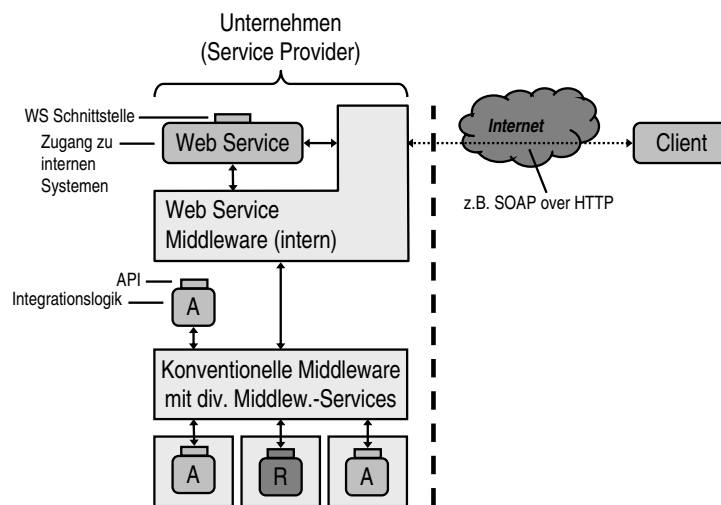 Unternehmen
(Service Provider)
WS Schnittstelle
Web Service
Zugang zu
internen
Systemen
Internet
Client
z.B. SOAP over HTTP
Web Service
Middleware (intern)
API
Integrationslogik
A
Konventionelle Middleware
mit div. Middlew.-Services
A
R
A